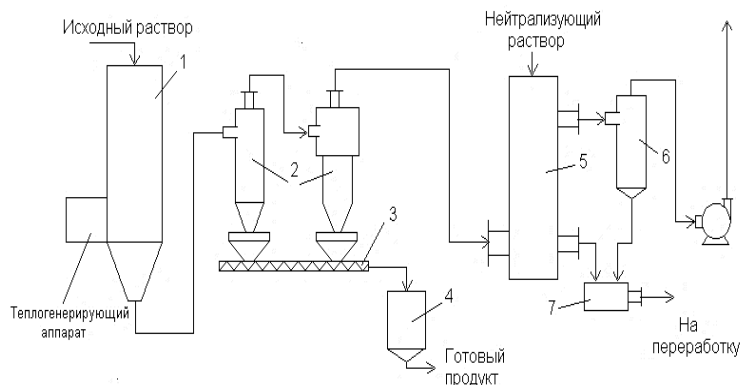 Исходный раствор
1
Теплогенерирующий
аппарат
2
3
4
Готовый
продукт
Нейтрализующий
раствор
5
6
7
На
переработку